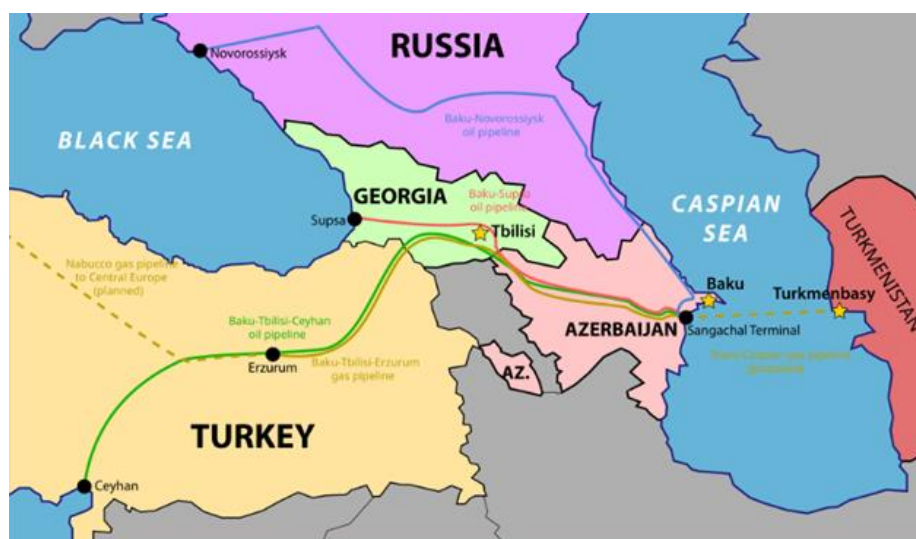 RUSSIA
Novorossiysk
BLACK SEA
Baku-Novorossiysk
oil pipeline
GEORGIA
Baku-Supsa
oil pipeline
Supsa
Tbilisi
CASPIAN
SEA
TURKMENISTAN
Nabucco gas pipeline
to Central Europe
(planned)
Baku
Turkmenbasy
Baku-Tbilisi-Ceyhan
oil pipeline
AZERBAIJAN
Sangachal Terminal
Erzurum
Baku-Tbilisi-Erzurum
gas pipeline
gas pipeline
AZ.
TURKEY
Ceyhan